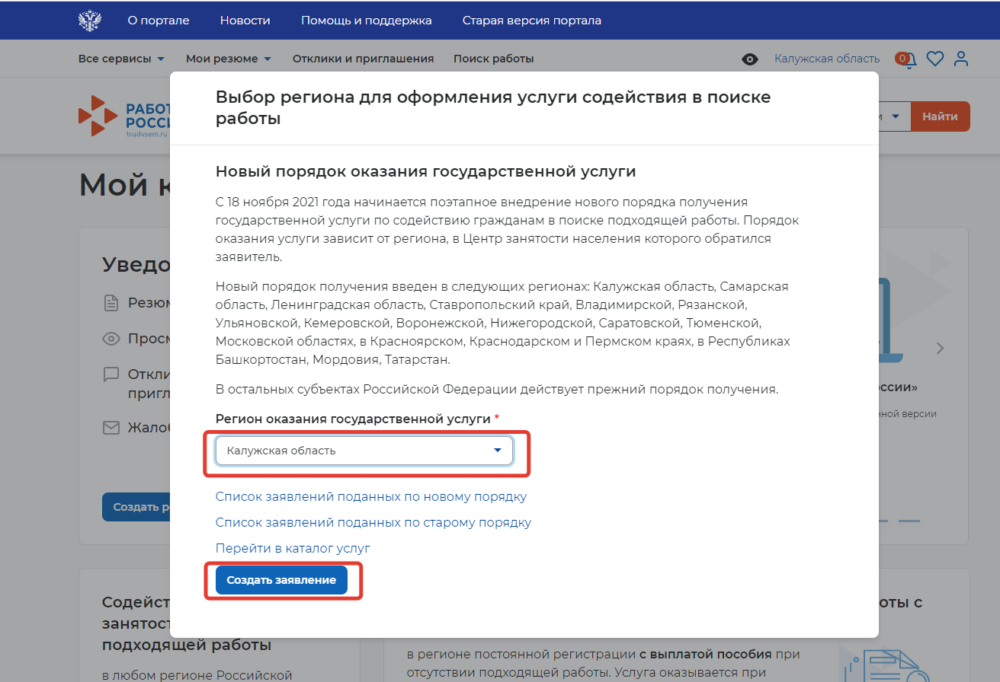 О портале Новости Помощь и поддержка Старая версия портала
Все сервисы Мои резюме Отклики и приглашения Поиск работы Калужская область 0
РАБОТ
РОССИ
trudvsem.ru
Найти
Мой к
Выбор региона для оформления услуги содействия в поиске
работы
Новый порядок оказания государственной услуги
С 18 ноября 2021 года начинается поэтапное внедрение нового порядка получения
государственной услуги по содействию гражданам в поиске подходящей работы. Порядок
оказания услуги зависит от региона, в Центр занятости населения которого обратился
заявитель.
Новый порядок получения введен в следующих регионах: Калужская область, Самарская
область, Ленинградская область, Ставропольский край, Владимирской, Рязанской,
Ульяновской, Кемеровской, Воронежской, Нижегородской, Саратовской, Тюменской,
Московской областях, в Красноярском, Краснодарском и Пермском краях, в Республиках
Башкортостан, Мордовия, Татарстан.
В остальных субъектах Российской Федерации действует прежний порядок получения.
Регион оказания государственной услуги *
Калужская область
Список заявлений поданных по новому порядку
Список заявлений поданных по старому порядку
Перейти в каталог услуг
Создать заявление
Уведо
Резюм
Просм
Откли
пригл
Жалоб
Создать р
ссии»
ной версии
Содейст
занятост
подходящей работы
в любом регионе Российской
оты с
в регионе постоянной регистрации с выплатой пособия при
отсутствии подходящей работы. Услуга оказывается при